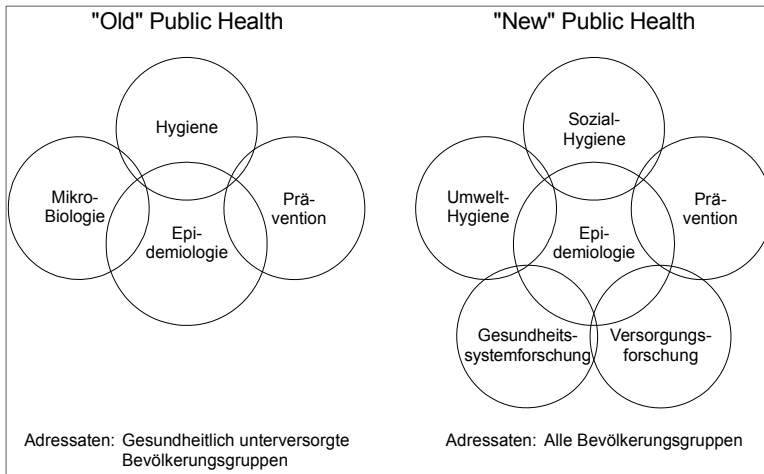 "Old" Public Health
Hygiene
Mikro-
Biologie
Prä-
vention
Epi-
demiologie
Adressaten: Gesundheitlich unterversorgte
Bevölkerungsgruppen
"New" Public Health
Sozial-
Hygiene
Umwelt-
Hygiene
Prä-
vention
Epi-
demiologie
Gesundheits-
systemforschung
Versorgungs-
forschung
Adressaten: Alle Bevölkerungsgruppen